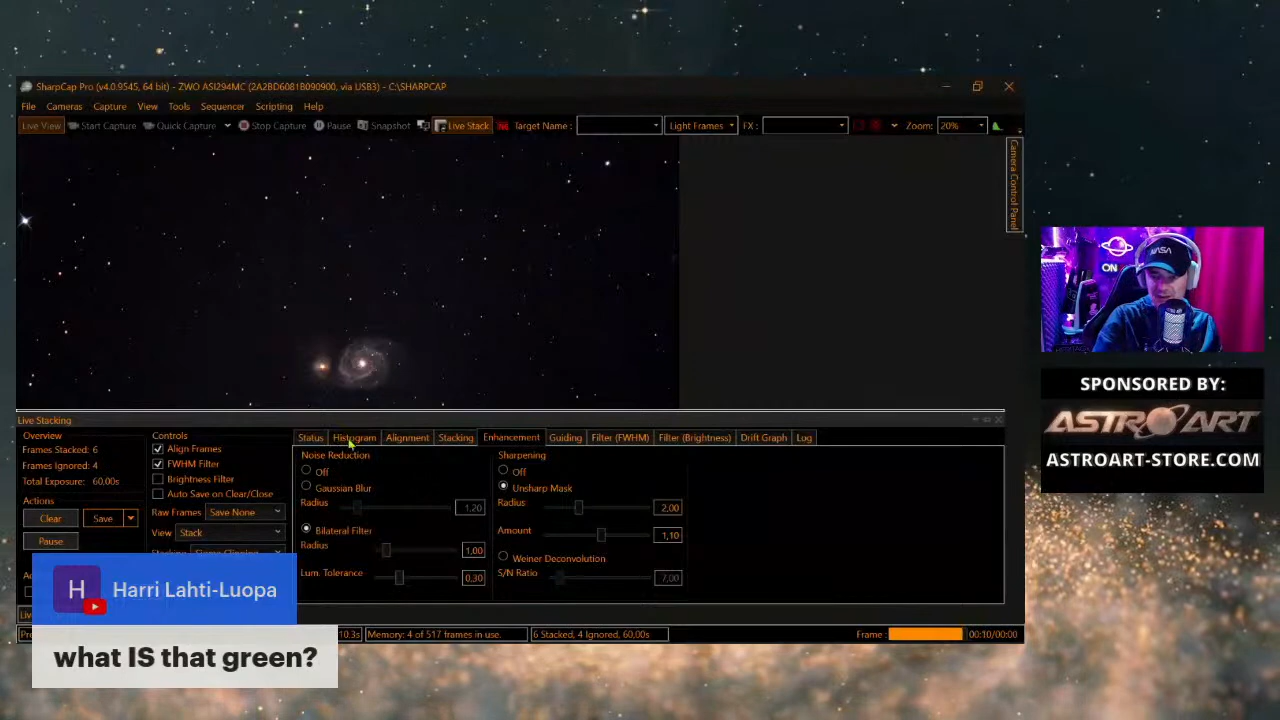 SharpCap Pro (v4.0.9545, 64 bit) - ZWO ASI294MC (2A2BD6081B090900, via USB3) - C:\SHARPCAP
File Cameras Capture View Tools Sequencer Scripting Help
Live View Start Capture Quick Capture Stop Capture Pause Snapshot Live Stack Target Name : Light Frames FX : Zoom: 20%
Camera Control Panel
NASA
ON
SPONSORED BY:
ASTROART
ASTROART-STORE.COM
Live Stacking
Overview
Frames Stacked: 6
Frames Ignored: 4
Total Exposure: 60,00s
Actions
Clear Save
Pause
Controls
Align Frames
FWHM Filter
Brightness Filter
Auto Save on Clear/Close
Raw Frames Save None
View Stack
Status Histogram Alignment Stacking Enhancement Guiding Filter (FWHM) Filter (Brightness) Drift Graph Log
Noise Reduction
Off
Gaussian Blur
Radius 1,20
Bilateral Filter
Radius 1,00
Lum. Tolerance 0,30
Sharpening
Off
Unsharp Mask
Radius 2,00
Amount 1,10
Weiner Deconvolution
S/N Ratio 7,00
H Harri Lahti-Luopa
10.3s Memory: 4 of 517 frames in use. 6 Stacked, 4 Ignored, 60,00s Frame : 00:10/00:00
what IS that green?